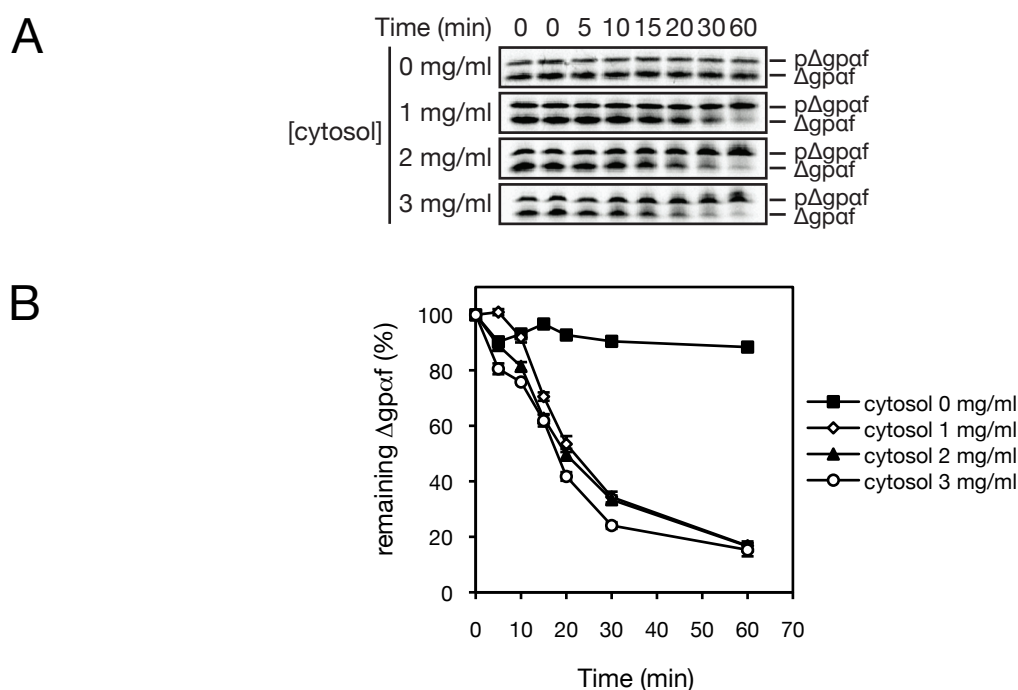 A
Time (min) 0 0 5 10 15 20 30 60
0 mg/ml
pΔgpαf
Δgpαf
[cytosol]
1 mg/ml
pΔgpαf
Δgpαf
2 mg/ml
pΔgpαf
Δgpαf
3 mg/ml
pΔgpαf
Δgpαf
B
remaining Δgpαf (%)
100
80
60
40
20
0
0 10 20 30 40 50 60 70
Time (min)
cytosol 0 mg/ml
cytosol 1 mg/ml
cytosol 2 mg/ml
cytosol 3 mg/ml